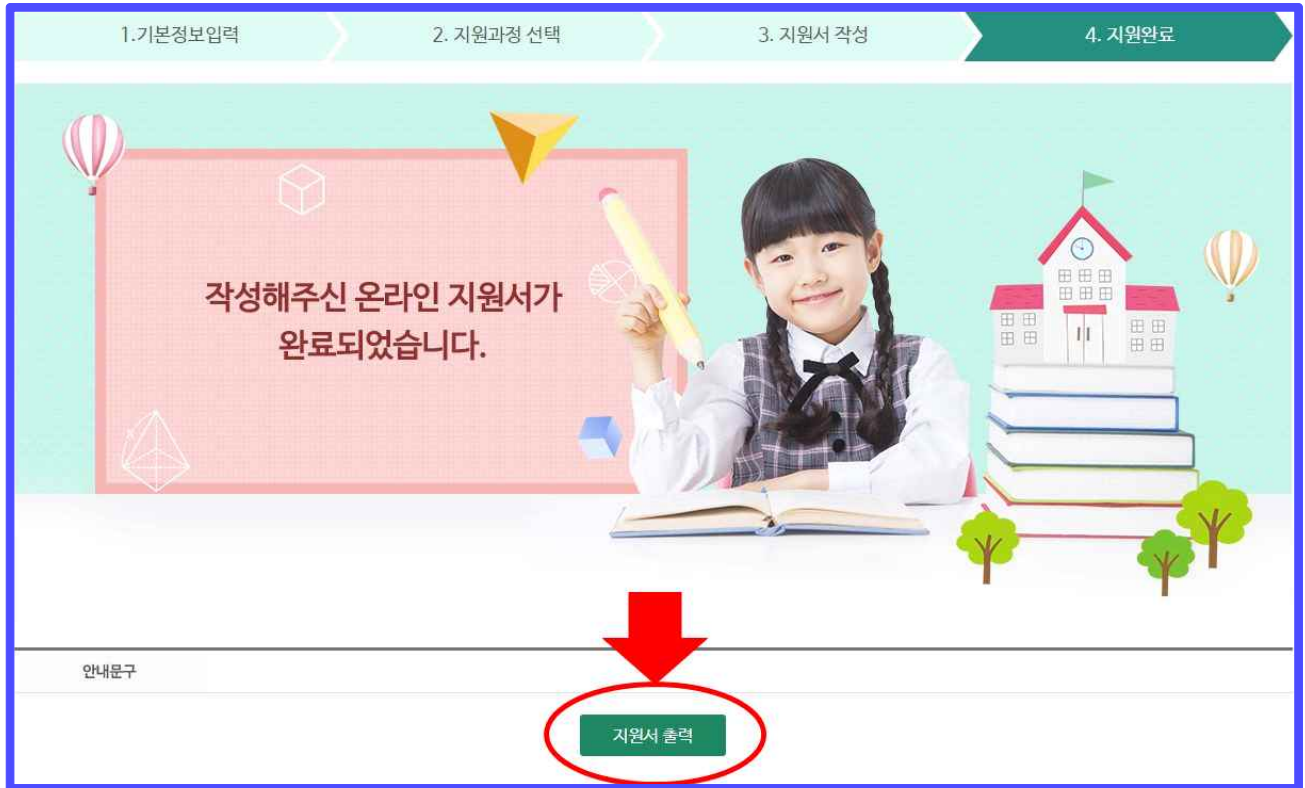 1.기본정보입력
2. 지원과정 선택
3. 지원서 작성
4. 지원완료
작성해주신 온라인 지원서가
완료되었습니다.
안내문구
지원서 출력